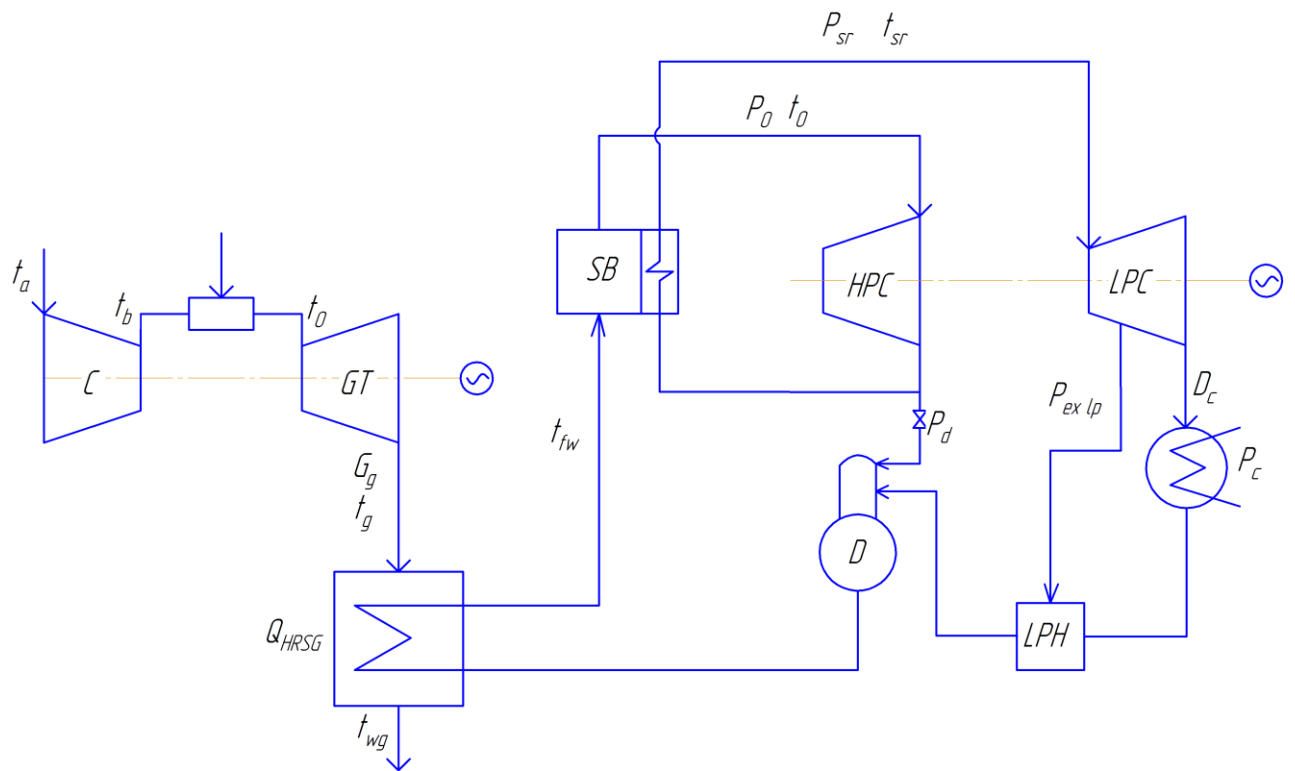 P_sr t_sr
P_0 t_0
t_a
t_b
t_0
SB
HPC
LPC
C
GT
t_fw
P_ex lp
D_c
G_g
t_g
P_d
P_c
D
Q_HRSG
LPH
t_wg